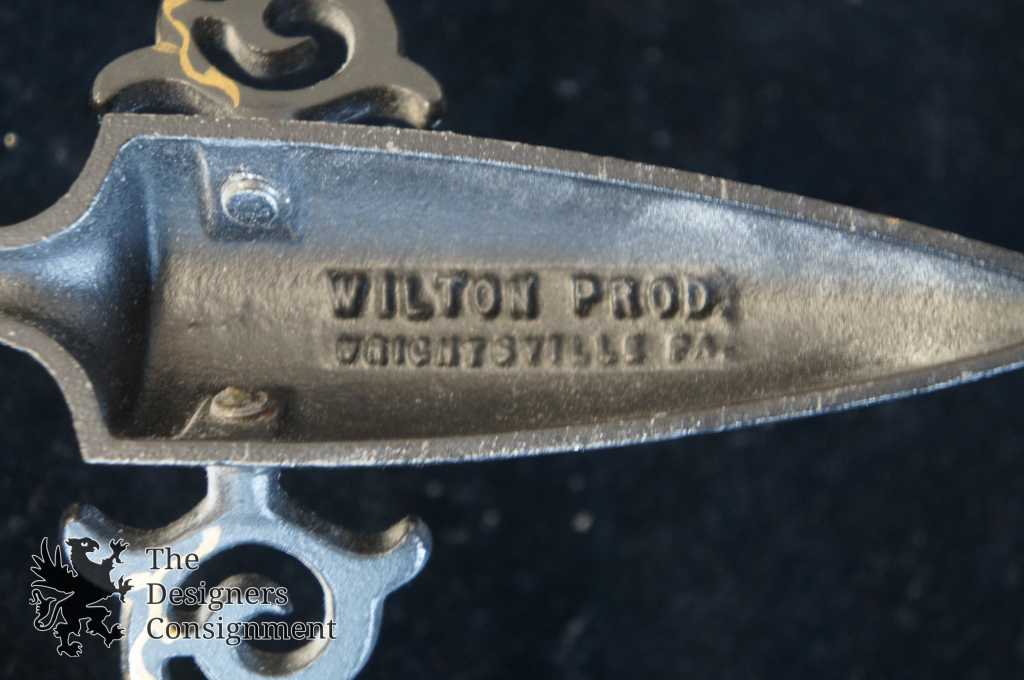 WILTON PROD.
WRIGHTSVILLE PA.
The
Designers
Consignment